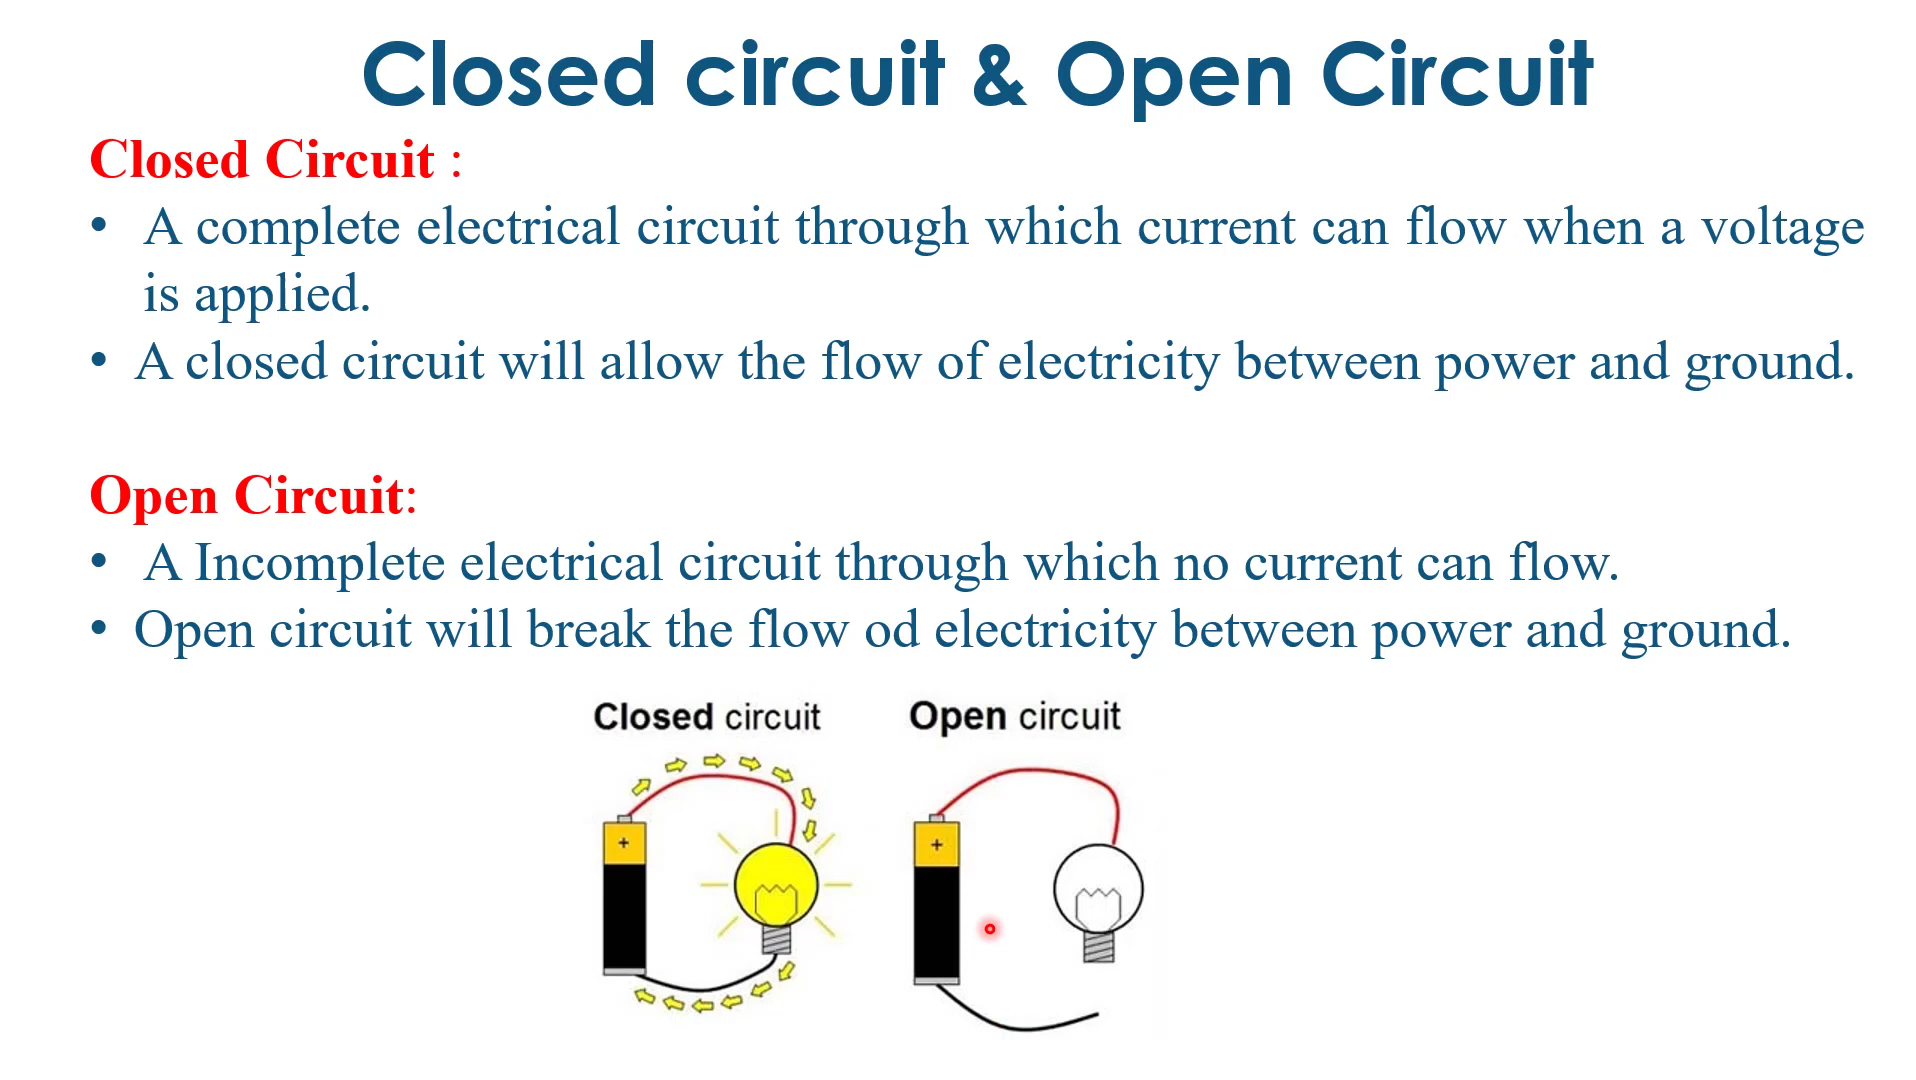 Closed circuit & Open Circuit
Closed Circuit :
• A complete electrical circuit through which current can flow when a voltage
is applied.
• A closed circuit will allow the flow of electricity between power and ground.
Open Circuit:
• A Incomplete electrical circuit through which no current can flow.
• Open circuit will break the flow od electricity between power and ground.
Closed circuit
Open circuit
+
+